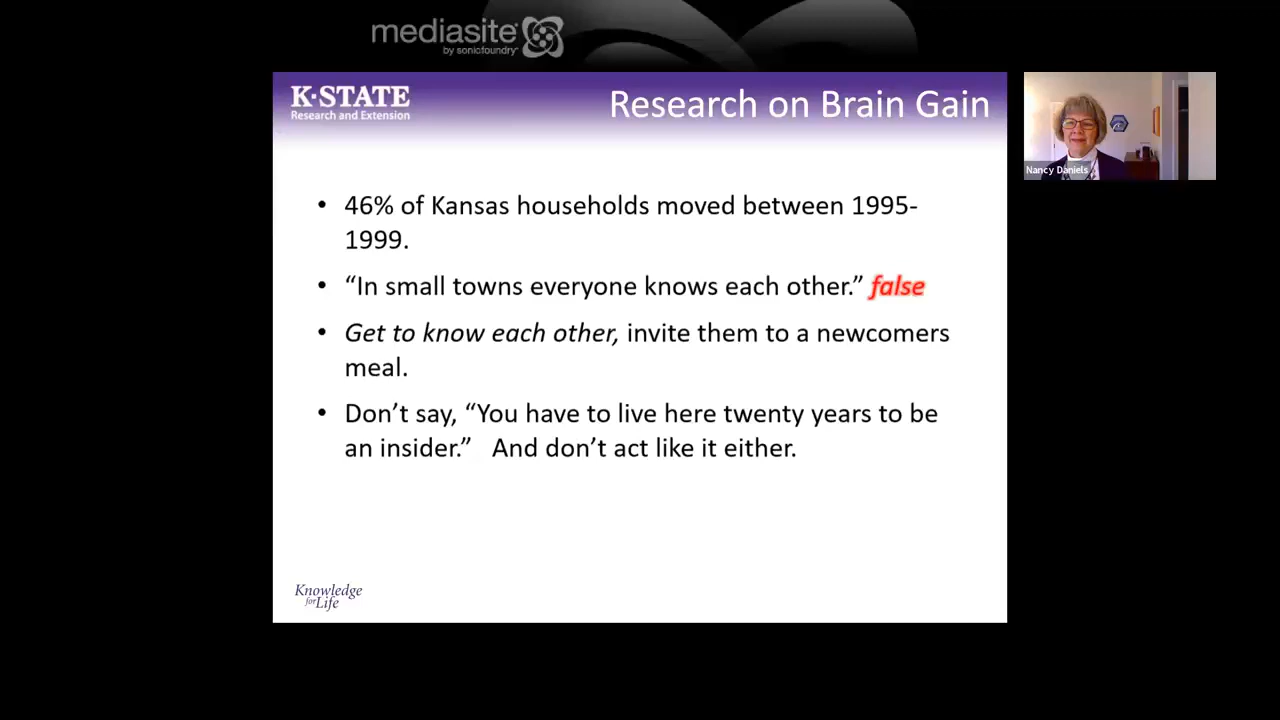 mediasite
by sonicfoundry
K-STATE
Research and Extension
Research on Brain Gain
Nancy Daniels
• 46% of Kansas households moved between 1995-
1999.
• “In small towns everyone knows each other.” false
• Get to know each other, invite them to a newcomers
meal.
• Don’t say, “You have to live here twenty years to be
an insider.”   And don’t act like it either.
Knowledge
for Life